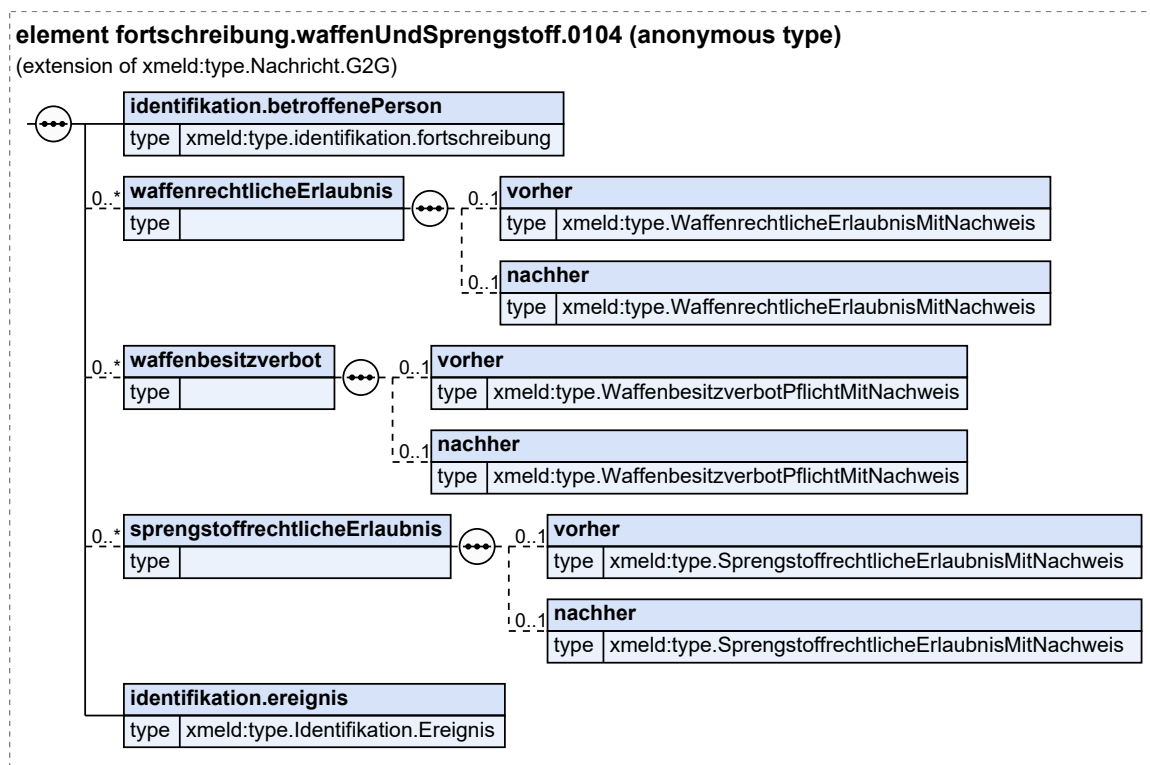 element fortschreibung.waffenUndSprengstoff.0104 (anonymous type)
(extension of xmeld:type.Nachricht.G2G)
identifikation.betroffenePerson
type xmeld:type.identifikation.fortschreibung
0..* waffenrechtlicheErlaubnis
type
0..1 vorher
type xmeld:type.WaffenrechtlicheErlaubnisMitNachweis
0..1 nachher
type xmeld:type.WaffenrechtlicheErlaubnisMitNachweis
0..* waffenbesitzverbot
type
0..1 vorher
type xmeld:type.WaffenbesitzverbotPflichtMitNachweis
0..1 nachher
type xmeld:type.WaffenbesitzverbotPflichtMitNachweis
0..* sprengstoffrechtlicheErlaubnis
type
0..1 vorher
type xmeld:type.SprengstoffrechtlicheErlaubnisMitNachweis
0..1 nachher
type xmeld:type.SprengstoffrechtlicheErlaubnisMitNachweis
identifikation.ereignis
type xmeld:type.Identifikation.Ereignis